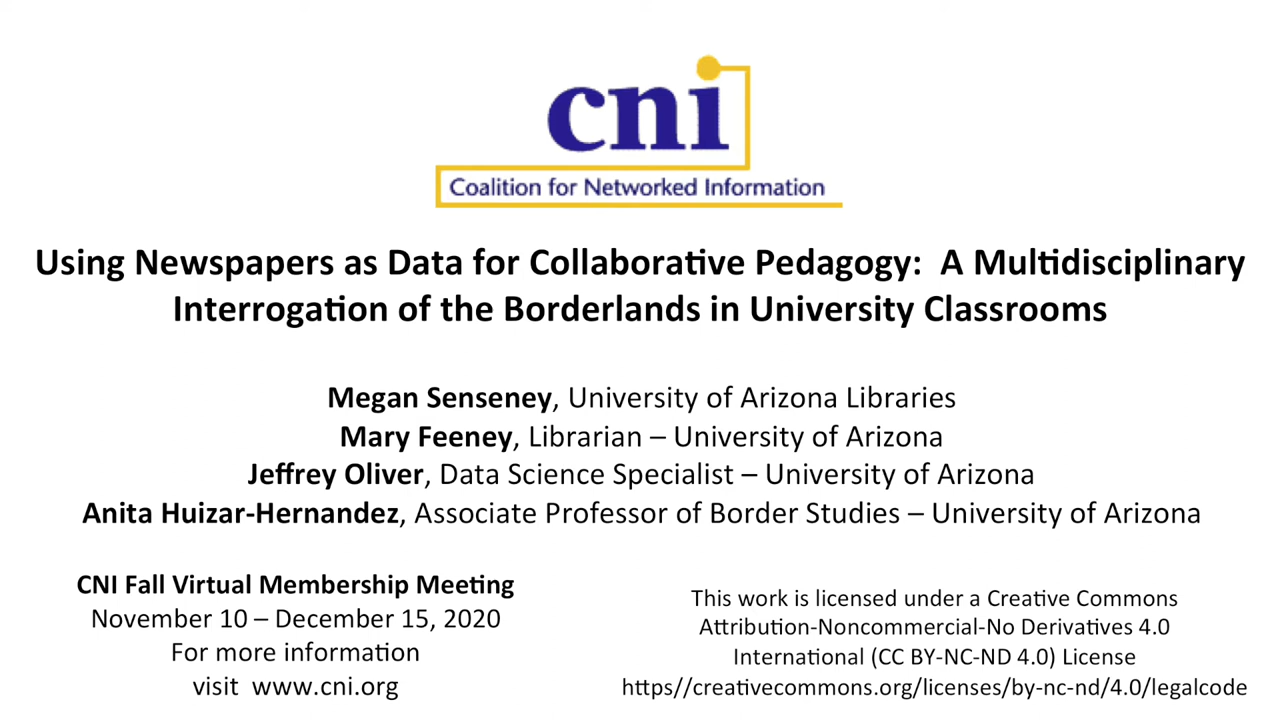 cni
Coalition for Networked Information
Using Newspapers as Data for Collaborative Pedagogy:  A Multidisciplinary
Interrogation of the Borderlands in University Classrooms
Megan Senseney, University of Arizona Libraries
Mary Feeney, Librarian – University of Arizona
Jeffrey Oliver, Data Science Specialist – University of Arizona
Anita Huizar-Hernandez, Associate Professor of Border Studies – University of Arizona
CNI Fall Virtual Membership Meeting
November 10 – December 15, 2020
For more information
visit  www.cni.org
This work is licensed under a Creative Commons
Attribution-Noncommercial-No Derivatives 4.0
International (CC BY-NC-ND 4.0) License
https//creativecommons.org/licenses/by-nc-nd/4.0/legalcode